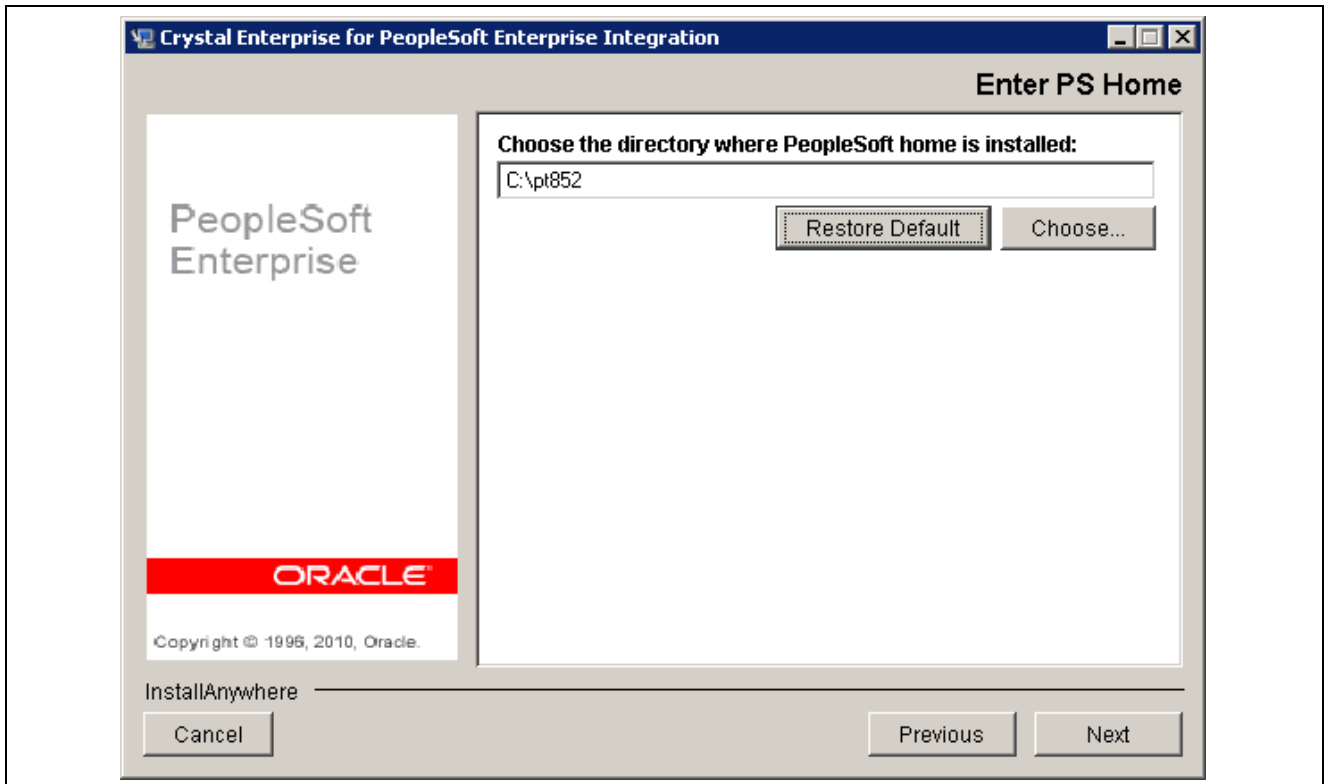 Crystal Enterprise for PeopleSoft Enterprise Integration
Enter PS Home
Choose the directory where PeopleSoft home is installed:
C:\pt852
Restore Default
Choose...
PeopleSoft
Enterprise
ORACLE
Copyright © 1996, 2010, Oracle.
InstallAnywhere
Cancel
Previous
Next